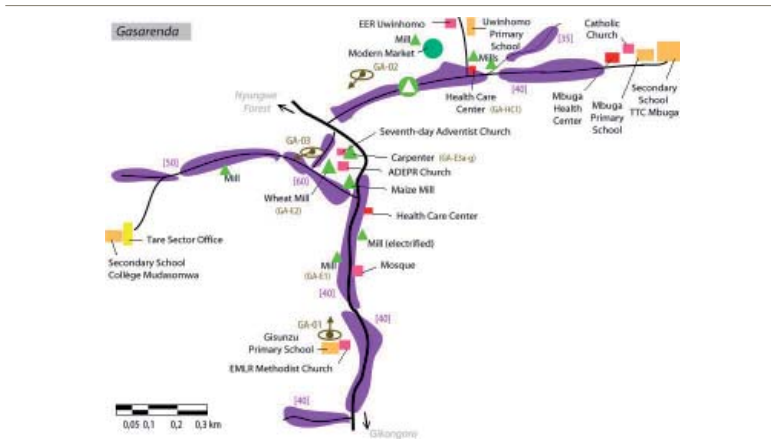 Gasarenda
EER Uwinhomo
Uwinhomo
Primary
School
Mill
Modern Market
Mills
[35]
Catholic
Church
GA-02
Health Care
Center (GA-HC1)
[40]
Mbuga
Health
Center
Mbuga
Primary
School
Secondary
School
TTC Mbuga
Nyungwe
Forest
Seventh-day Adventist Church
GA-03
Carpenter (GA-E3a-g)
ADEPR Church
[50]
[60]
Mill
Wheat Mill
(GA-E2)
Maize Mill
Health Care Center
Tare Sector Office
Mill (electrified)
Secondary School
Collège Mudasomwa
Mill
(GA-E1)
Mosque
[40]
[40]
GA-01
Gisunzu
Primary School
EMLR Methodist Church
[40]
0,05 0,1 0,2 0,3 km
Gikongoro